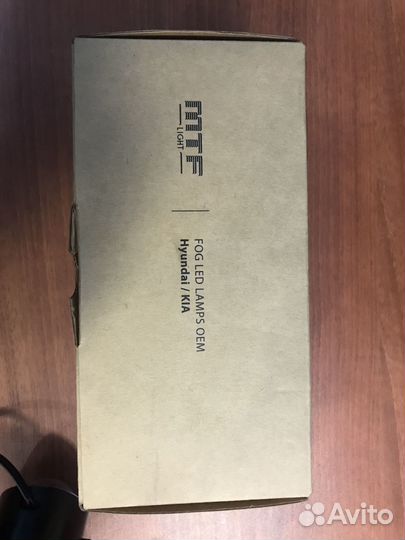 MTF
LIGHT
FOG LED LAMPS OEM
Hyundai / KIA
Avito